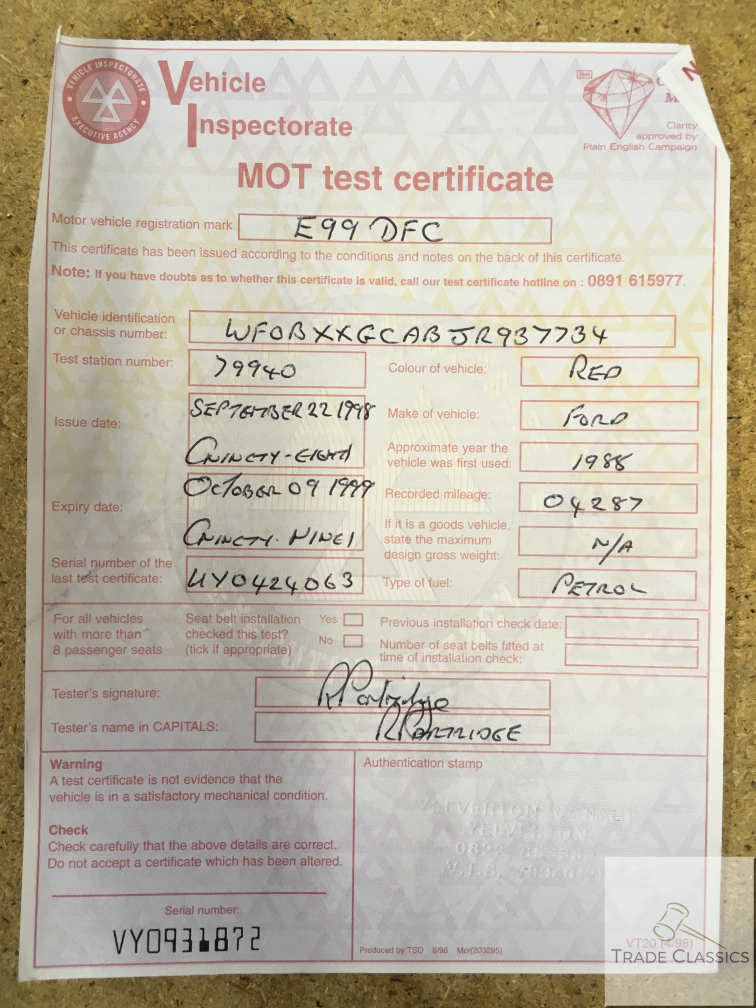 VEHICLE INSPECTORATE
EXECUTIVE AGENCY
Vehicle
Inspectorate
Clarity
approved by
Plain English Campaign
MOT test certificate
Motor vehicle registration mark E99 DFC
This certificate has been issued according to the conditions and notes on the back of this certificate.
Note: If you have doubts as to whether this certificate is valid, call our test certificate hotline on : 0891 615977.
Vehicle identification
or chassis number: WFOBXXGCABJR937734
Test station number: 79940 Colour of vehicle: RED
Issue date: SEPTEMBER 22 1998 Make of vehicle: FORD
(NINETY-EIGHT)
Approximate year the
vehicle was first used: 1988
Expiry date: OCTOBER 09 1999 Recorded mileage: 04287
(NINETY-NINE)
If it is a goods vehicle,
state the maximum
design gross weight: N/A
Serial number of the
last test certificate: UY0424063 Type of fuel: PETROL
For all vehicles
with more than
8 passenger seats
Seat belt installation
checked this test?
(tick if appropriate)
Yes
No
Previous installation check date:
Number of seat belts fitted at
time of installation check:
Tester's signature: R Partridge
Tester's name in CAPITALS: R PARTRIDGE
Warning
A test certificate is not evidence that the
vehicle is in a satisfactory mechanical condition.
Check
Check carefully that the above details are correct.
Do not accept a certificate which has been altered.
Serial number:
VY0931872
Authentication stamp
YELVERTON
Produced by TSO 8/98
VT20 (4/98)
TRADE CLASSICS